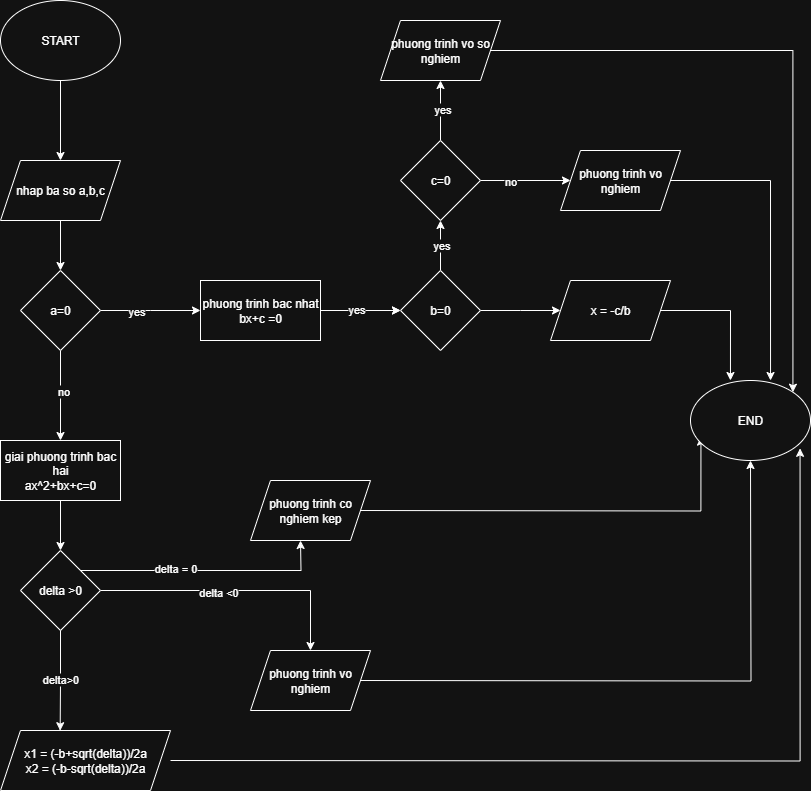 START
phuong trinh vo so
nghiem
yes
nhap ba so a,b,c
c=0
no
phuong trinh vo
nghiem
yes
a=0
yes
phuong trinh bac nhat
bx+c =0
yes
b=0
x = -c/b
no
END
giai phuong trinh bac
hai
ax^2+bx+c=0
phuong trinh co
nghiem kep
delta = 0
delta >0
delta <0
phuong trinh vo
nghiem
delta>0
x1 = (-b+sqrt(delta))/2a
x2 = (-b-sqrt(delta))/2a